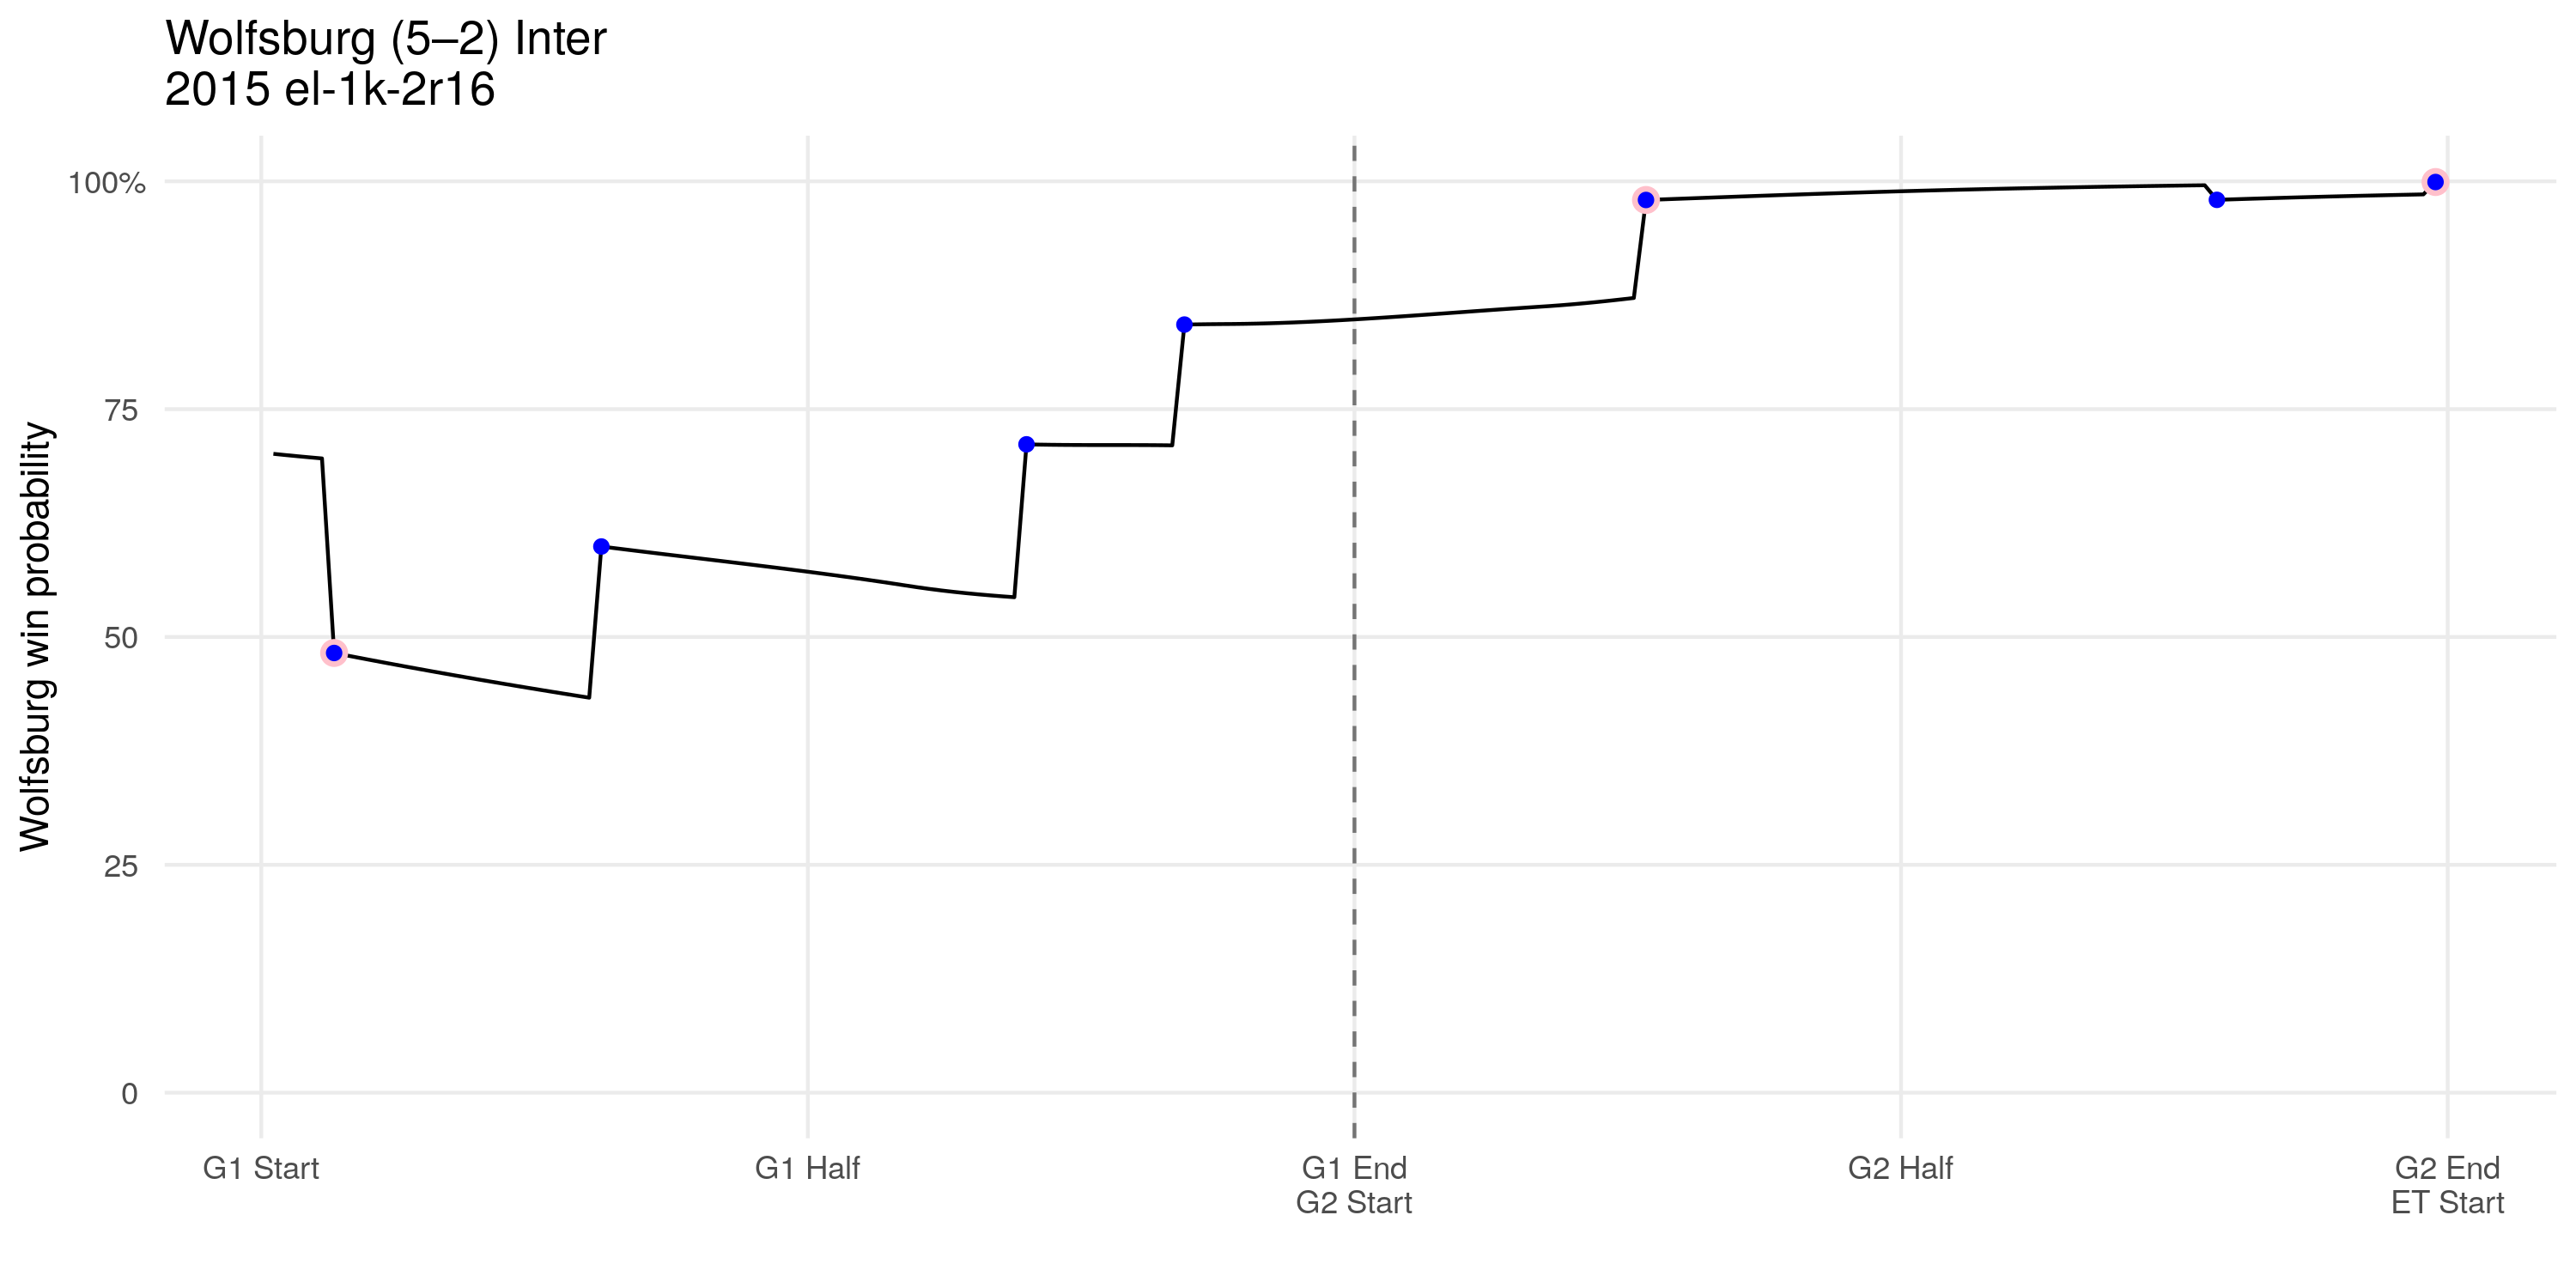 Wolfsburg (5–2) Inter
2015 el-1k-2r16
Wolfsburg win probability
100%
75
50
25
0
G1 Start
G1 Half
G1 End
G2 Start
G2 Half
G2 End
ET Start